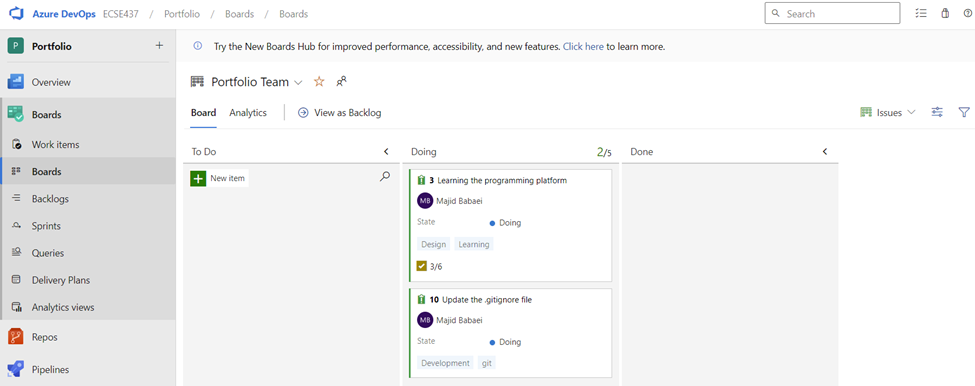 Azure DevOps ECSE437 / Portfolio / Boards / Boards
Search
P Portfolio +
Try the New Boards Hub for improved performance, accessibility, and new features. Click here to learn more.
Overview
Boards
Work items
Boards
Backlogs
Sprints
Queries
Delivery Plans
Analytics views
Repos
Pipelines
Portfolio Team
Board Analytics View as Backlog
Issues
To Do
New item
Doing 2/5
3 Learning the programming platform
MB Majid Babaei
State Doing
Design Learning
3/6
10 Update the .gitignore file
MB Majid Babaei
State Doing
Development git
Done